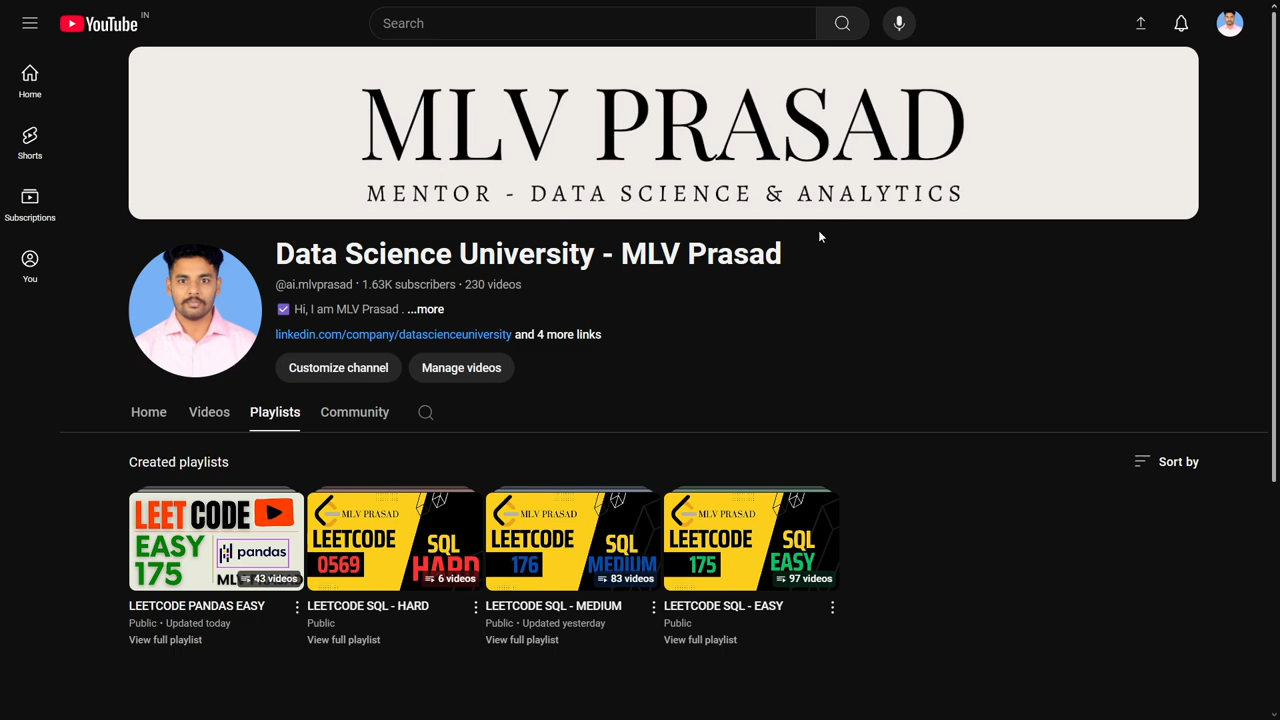 YouTube IN
Search
Home
Shorts
Subscriptions
You
MLV PRASAD
MENTOR - DATA SCIENCE & ANALYTICS
Data Science University - MLV Prasad
@ai.mlvprasad · 1.63K subscribers · 230 videos
Hi, I am MLV Prasad . ...more
linkedin.com/company/datascienceuniversity and 4 more links
Customize channel
Manage videos
Home
Videos
Playlists
Community
Created playlists
Sort by
LEETCODE
EASY
175
pandas
43 videos
LEETCODE PANDAS EASY
Public · Updated today
View full playlist
MLV PRASAD
LEETCODE
0569
SQL
HARD
6 videos
LEETCODE SQL - HARD
Public
View full playlist
MLV PRASAD
LEETCODE
176
SQL
MEDIUM
83 videos
LEETCODE SQL - MEDIUM
Public · Updated yesterday
View full playlist
MLV PRASAD
LEETCODE
175
SQL
EASY
97 videos
LEETCODE SQL - EASY
Public
View full playlist